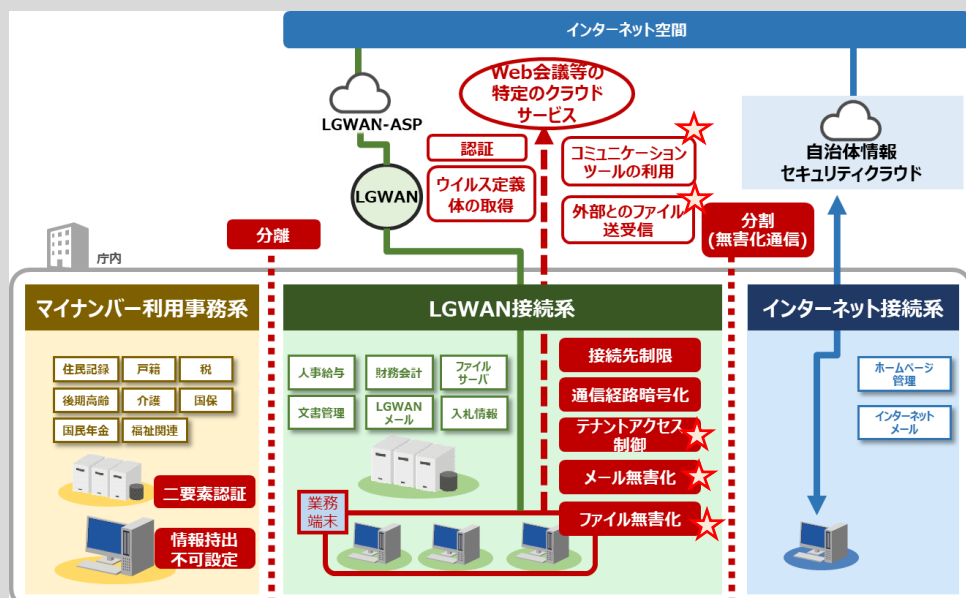 インターネット空間
Web会議等の
特定のクラウド
サービス
LGWAN-ASP
認証
コミュニケーション
ツールの利用
自治体情報
セキュリティクラウド
LGWAN
ウイルス定義
体の取得
外部とのファイル
送受信
分離
分割
(無害化通信)
庁内
マイナンバー利用事務系
LGWAN接続系
インターネット接続系
住民記録
戸籍
税
後期高齢
介護
国保
国民年金
福祉関連
二要素認証
情報持出
不可設定
人事給与
財務会計
ファイル
サーバ
文書管理
LGWAN
メール
入札情報
接続先制限
通信経路暗号化
テナントアクセス
制御
メール無害化
ファイル無害化
業務
端末
ホームページ
管理
インターネット
メール